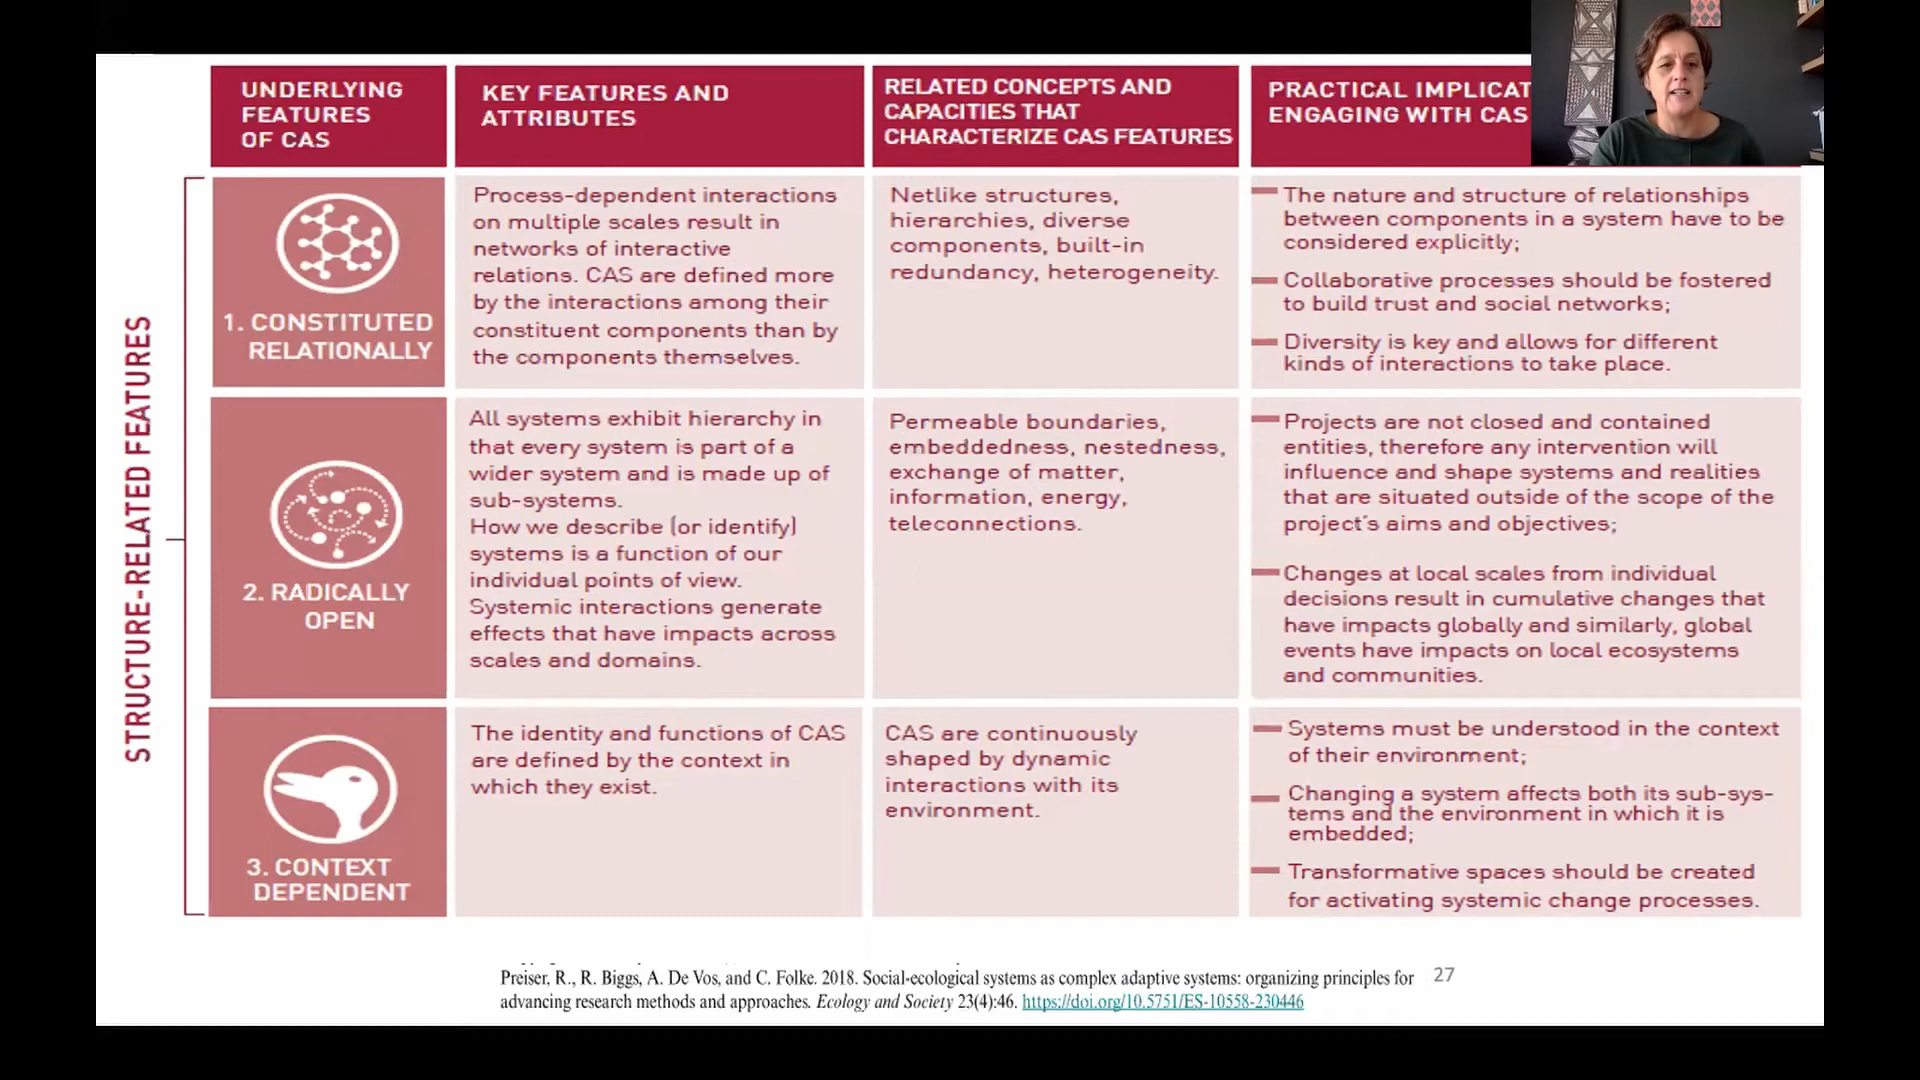 UNDERLYING
FEATURES
OF CAS
KEY FEATURES AND
ATTRIBUTES
RELATED CONCEPTS AND
CAPACITIES THAT
CHARACTERIZE CAS FEATURES
PRACTICAL IMPLICAT
ENGAGING WITH CAS
STRUCTURE-RELATED FEATURES
1. CONSTITUTED
RELATIONALLY
Process-dependent interactions
on multiple scales result in
networks of interactive
relations. CAS are defined more
by the interactions among their
constituent components than by
the components themselves.
Netlike structures,
hierarchies, diverse
components, built-in
redundancy, heterogeneity.
The nature and structure of relationships
between components in a system have to be
considered explicitly;
Collaborative processes should be fostered
to build trust and social networks;
Diversity is key and allows for different
kinds of interactions to take place.
2. RADICALLY
OPEN
All systems exhibit hierarchy in
that every system is part of a
wider system and is made up of
sub-systems.
How we describe (or identify)
systems is a function of our
individual points of view.
Systemic interactions generate
effects that have impacts across
scales and domains.
Permeable boundaries,
embeddedness, nestedness,
exchange of matter,
information, energy,
teleconnections.
Projects are not closed and contained
entities, therefore any intervention will
influence and shape systems and realities
that are situated outside of the scope of the
project's aims and objectives;
Changes at local scales from individual
decisions result in cumulative changes that
have impacts globally and similarly, global
events have impacts on local ecosystems
and communities.
3. CONTEXT
DEPENDENT
The identity and functions of CAS
are defined by the context in
which they exist.
CAS are continuously
shaped by dynamic
interactions with its
environment.
Systems must be understood in the context
of their environment;
Changing a system affects both its sub-sys-
tems and the environment in which it is
embedded;
Transformative spaces should be created
for activating systemic change processes.
Preiser, R., R. Biggs, A. De Vos, and C. Folke. 2018. Social-ecological systems as complex adaptive systems: organizing principles for
advancing research methods and approaches. Ecology and Society 23(4):46. https://doi.org/10.5751/ES-10558-230446
27